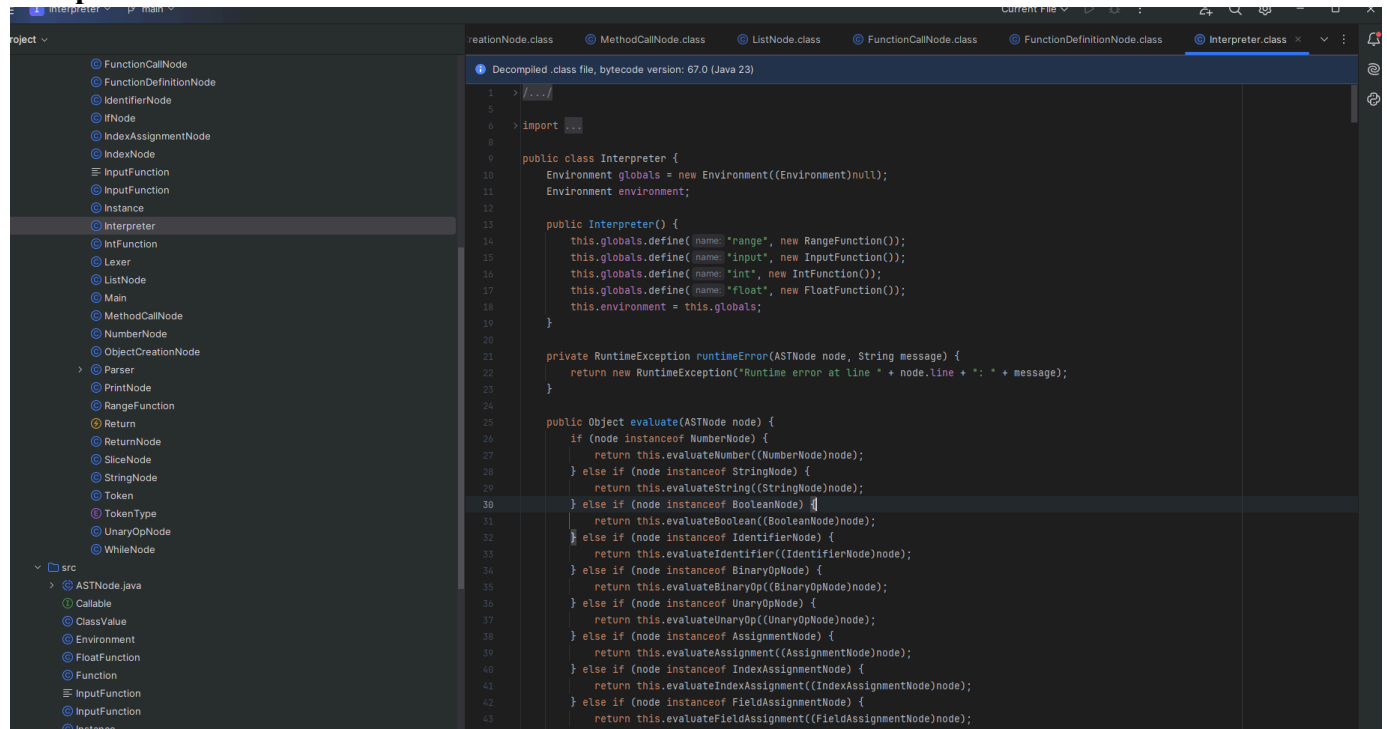 Interpreter
main
Current File
roject
FunctionCallNode
FunctionDefinitionNode
IdentifierNode
IfNode
IndexAssignmentNode
IndexNode
InputFunction
InputFunction
Instance
Interpreter
IntFunction
Lexer
ListNode
Main
MethodCallNode
NumberNode
ObjectCreationNode
Parser
PrintNode
RangeFunction
Return
ReturnNode
SliceNode
StringNode
Token
TokenType
UnaryOpNode
WhileNode
src
ASTNode.java
Callable
ClassValue
Environment
FloatFunction
Function
InputFunction
InputFunction
Instance
reationNode.class MethodCallNode.class ListNode.class FunctionCallNode.class FunctionDefinitionNode.class Interpreter.class
Decompiled .class file, bytecode version: 67.0 (Java 23)
1 /.../
5
6 import ...
8
9 public class Interpreter {
10 Environment globals = new Environment((Environment)null);
11 Environment environment;
12
13 public Interpreter() {
14 this.globals.define( name: "range", new RangeFunction());
15 this.globals.define( name: "input", new InputFunction());
16 this.globals.define( name: "int", new IntFunction());
17 this.globals.define( name: "float", new FloatFunction());
18 this.environment = this.globals;
19 }
20
21 private RuntimeException runtimeError(ASTNode node, String message) {
22 return new RuntimeException("Runtime error at line " + node.line + ": " + message);
23 }
24
25 public Object evaluate(ASTNode node) {
26 if (node instanceof NumberNode) {
27 return this.evaluateNumber((NumberNode)node);
28 } else if (node instanceof StringNode) {
29 return this.evaluateString((StringNode)node);
30 } else if (node instanceof BooleanNode) {
31 return this.evaluateBoolean((BooleanNode)node);
32 } else if (node instanceof IdentifierNode) {
33 return this.evaluateIdentifier((IdentifierNode)node);
34 } else if (node instanceof BinaryOpNode) {
35 return this.evaluateBinaryOp((BinaryOpNode)node);
36 } else if (node instanceof UnaryOpNode) {
37 return this.evaluateUnaryOp((UnaryOpNode)node);
38 } else if (node instanceof AssignmentNode) {
39 return this.evaluateAssignment((AssignmentNode)node);
40 } else if (node instanceof IndexAssignmentNode) {
41 return this.evaluateIndexAssignment((IndexAssignmentNode)node);
42 } else if (node instanceof FieldAssignmentNode) {
43 return this.evaluateFieldAssignment((FieldAssignmentNode)node);